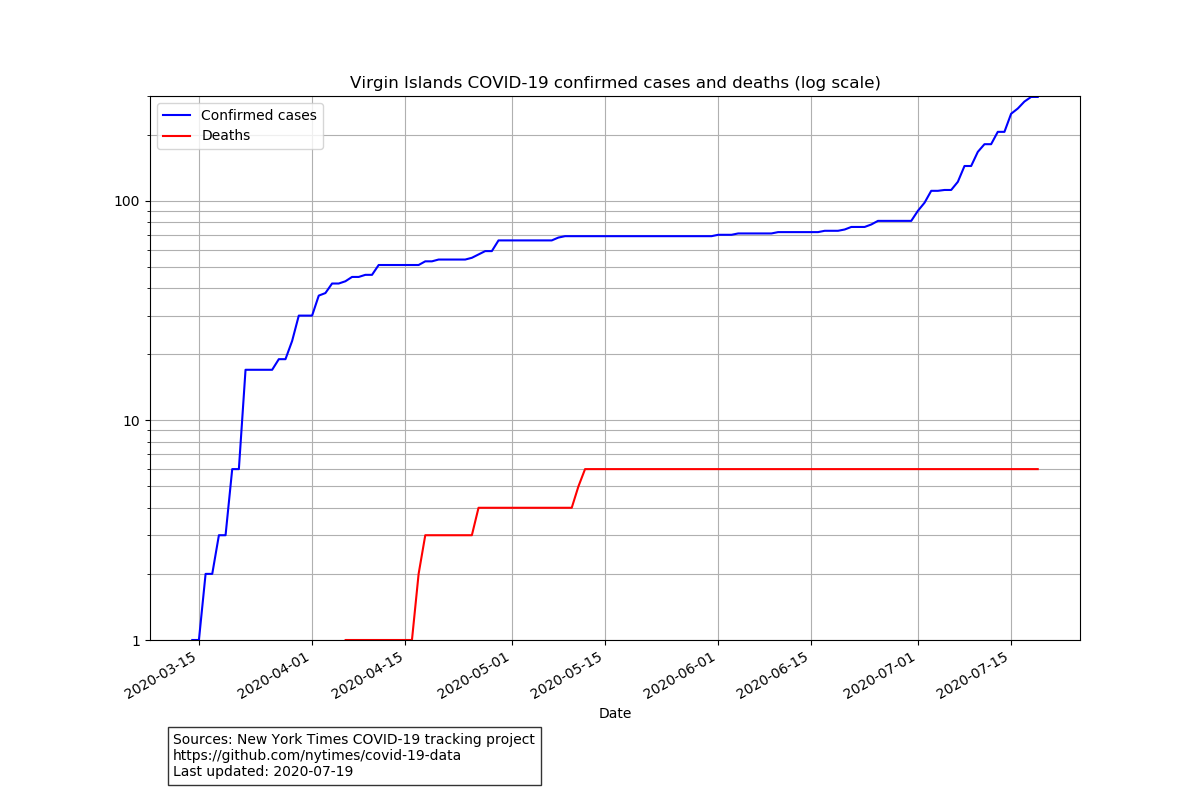 Virgin Islands COVID-19 confirmed cases and deaths (log scale)
Confirmed cases
Deaths
100
10
1
2020-03-15
2020-04-01
2020-04-15
2020-05-01
2020-05-15
2020-06-01
2020-06-15
2020-07-01
2020-07-15
Date
Sources: New York Times COVID-19 tracking project
https://github.com/nytimes/covid-19-data
Last updated: 2020-07-19